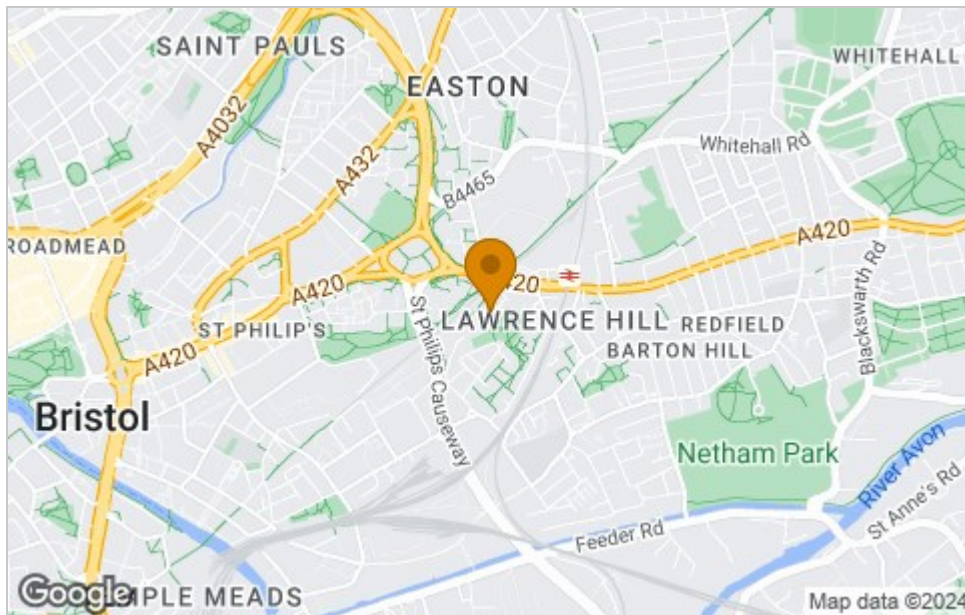 SAINT PAULS
WHITEHALL
EASTON
A4032
Whitehall Rd
A432
B4465
ROADMEAD
A420
A420
420
A420
ST PHILIP'S
LAWRENCE HILL
REDFIELD
BARTON HILL
St Philips Causeway
Blackswarth Rd
Bristol
Netham Park
River Avon
St Anne's Rd
Feeder Rd
Google
MPLE MEADS
Map data ©2024